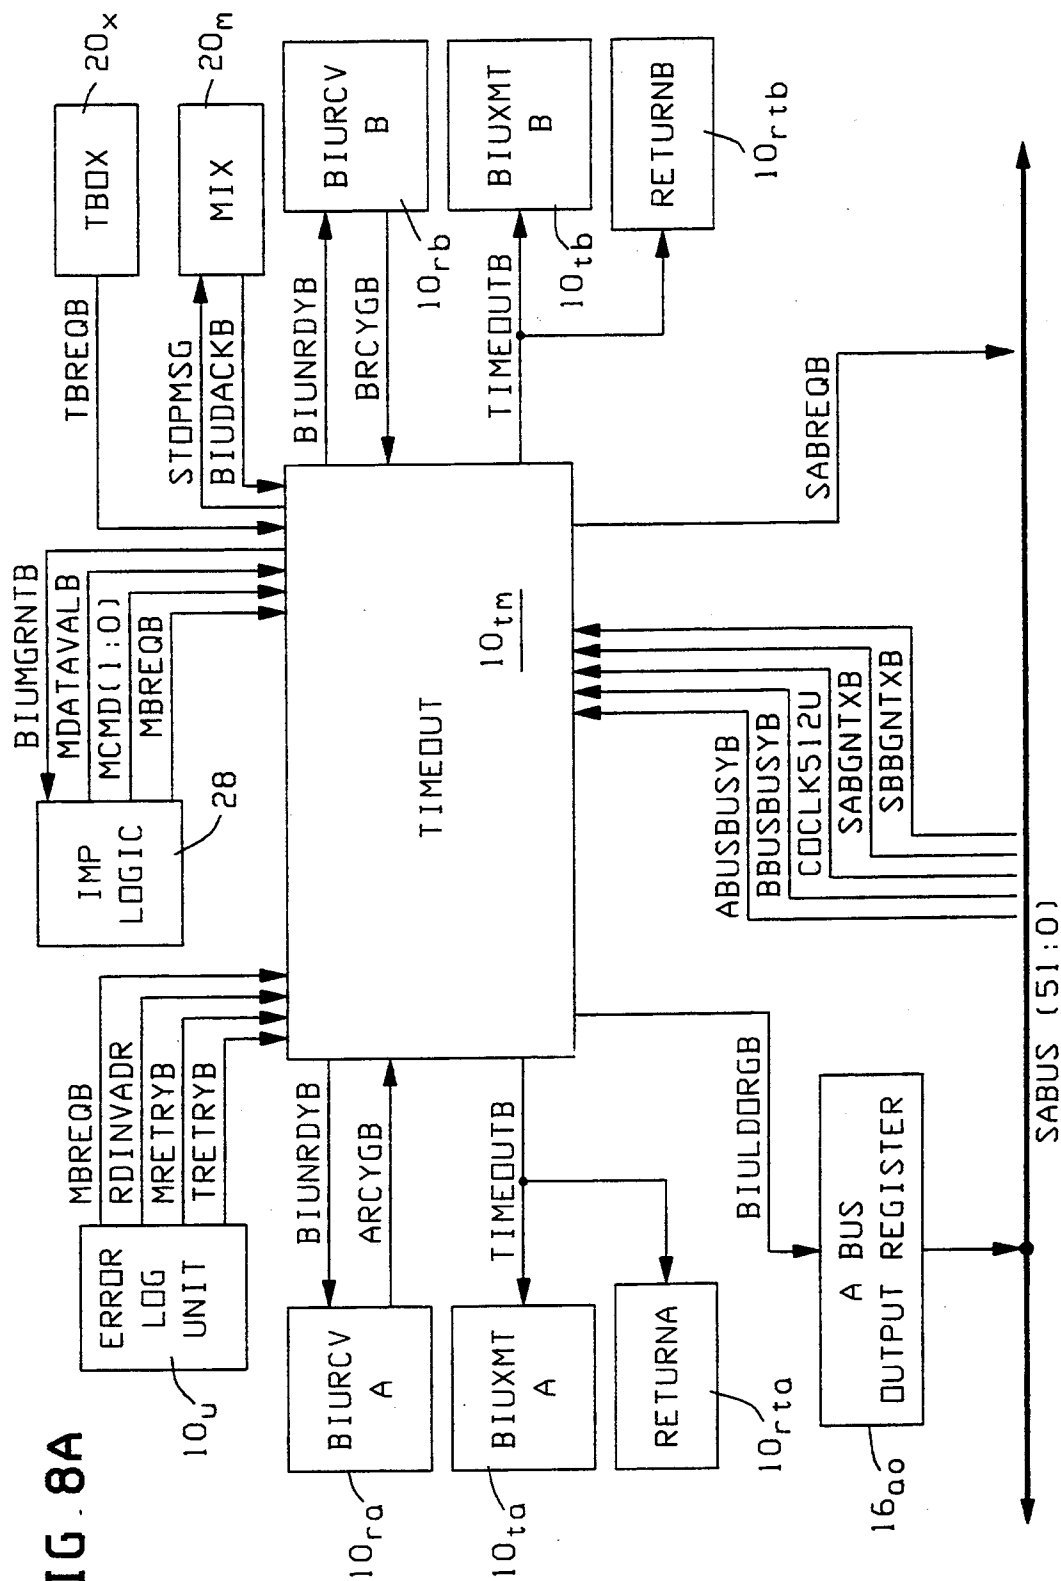 IG. 8A
ERROR
LOG
UNIT
10u
MBREQB
RDINVADR
MRETRYB
TRETRYB
IMP
LOGIC
28
BIUMGRNTB
MDATAVALB
MCMD(1:0)
MBREQB
TBOX
20x
TBREQB
MIX
20m
STOPMSG
BIUDACKB
BIURCV
A
10ra
BIUNRDYB
ARCYGB
BIUXMT
A
10ta
TIMEOUTB
RETURNA
10rta
TIMEOUT
10tm
BIUNRDYB
BRCYGB
BIURCV
B
10rb
TIMEOUTB
BIUXMT
B
10tb
RETURNB
10rtb
BIULDORGB
A BUS
OUTPUT REGISTER
16ao
ABUSBUSYB
BBUSBUSYB
COCLK512U
SABGNTXB
SBBGNTXB
SABREQB
SABUS (51:0)